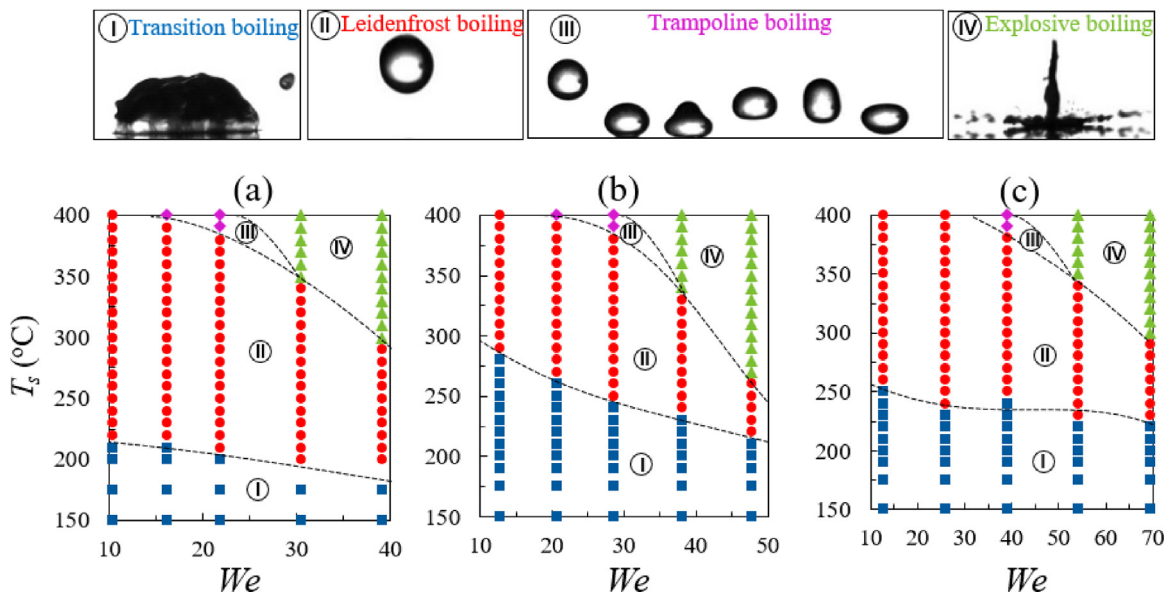 Ⅰ Transition boiling
Ⅱ Leidenfrost boiling
Ⅲ Trampoline boiling
Ⅳ Explosive boiling
(a) (b) (c)
Tₛ (°C)
400
350
300
250
200
150
Ⅲ
Ⅳ
Ⅱ
Ⅰ
10 20 30 40
We
400
350
300
250
200
150
Ⅲ
Ⅳ
Ⅱ
Ⅰ
10 20 30 40 50
We
400
350
300
250
200
150
Ⅲ
Ⅳ
Ⅱ
Ⅰ
10 20 30 40 50 60 70
We